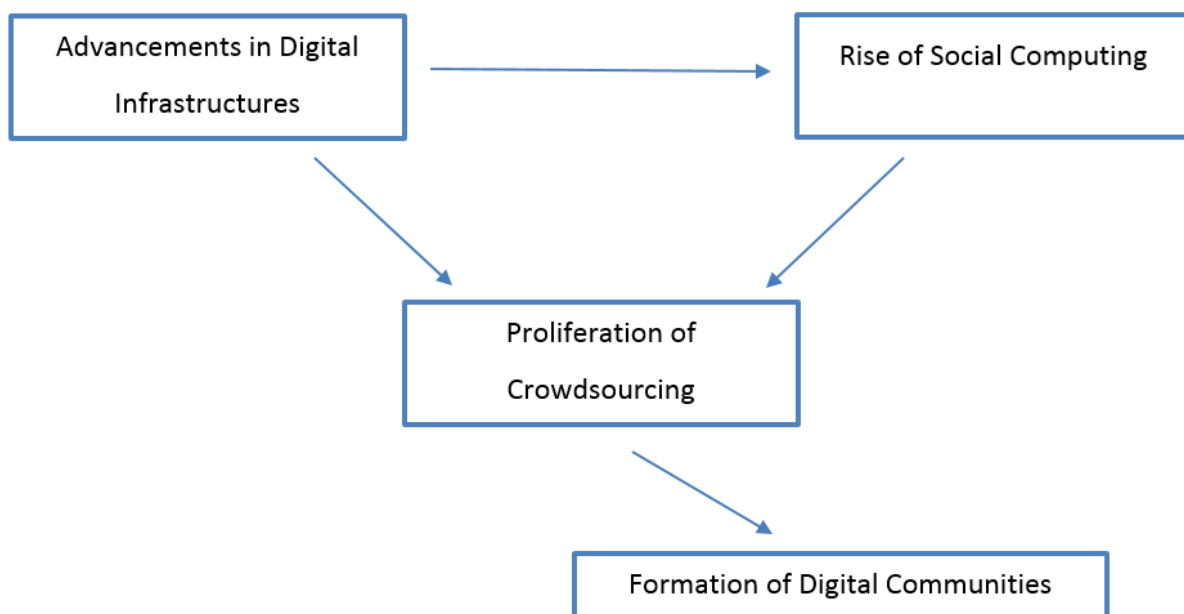 Advancements in Digital
Infrastructures
Rise of Social Computing
Proliferation of
Crowdsourcing
Formation of Digital Communities